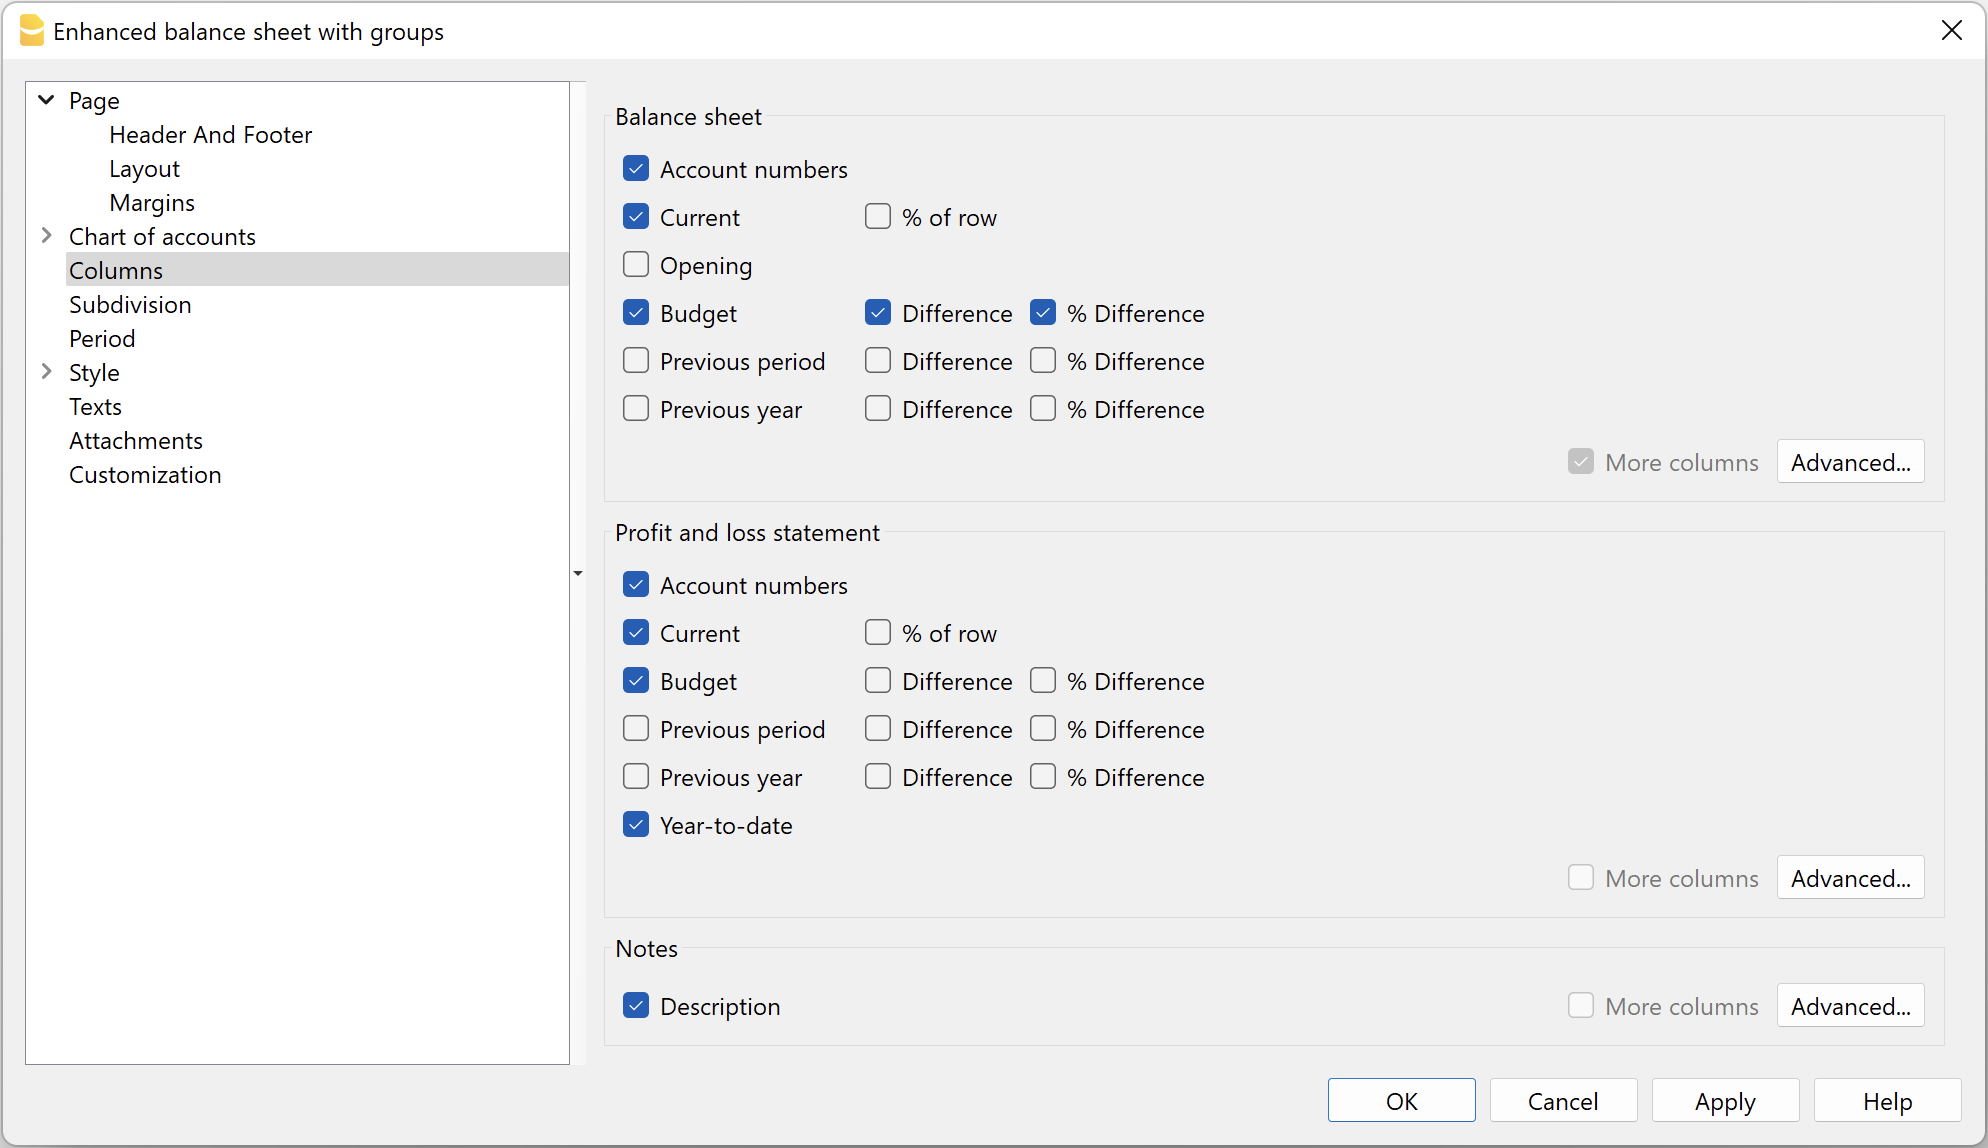 Enhanced balance sheet with groups
Page
Header And Footer
Layout
Margins
Chart of accounts
Columns
Subdivision
Period
Style
Texts
Attachments
Customization
Balance sheet
Account numbers
Current % of row
Opening
Budget Difference % Difference
Previous period Difference % Difference
Previous year Difference % Difference
More columns Advanced...
Profit and loss statement
Account numbers
Current % of row
Budget Difference % Difference
Previous period Difference % Difference
Previous year Difference % Difference
Year-to-date
More columns Advanced...
Notes
Description More columns Advanced...
OK Cancel Apply Help